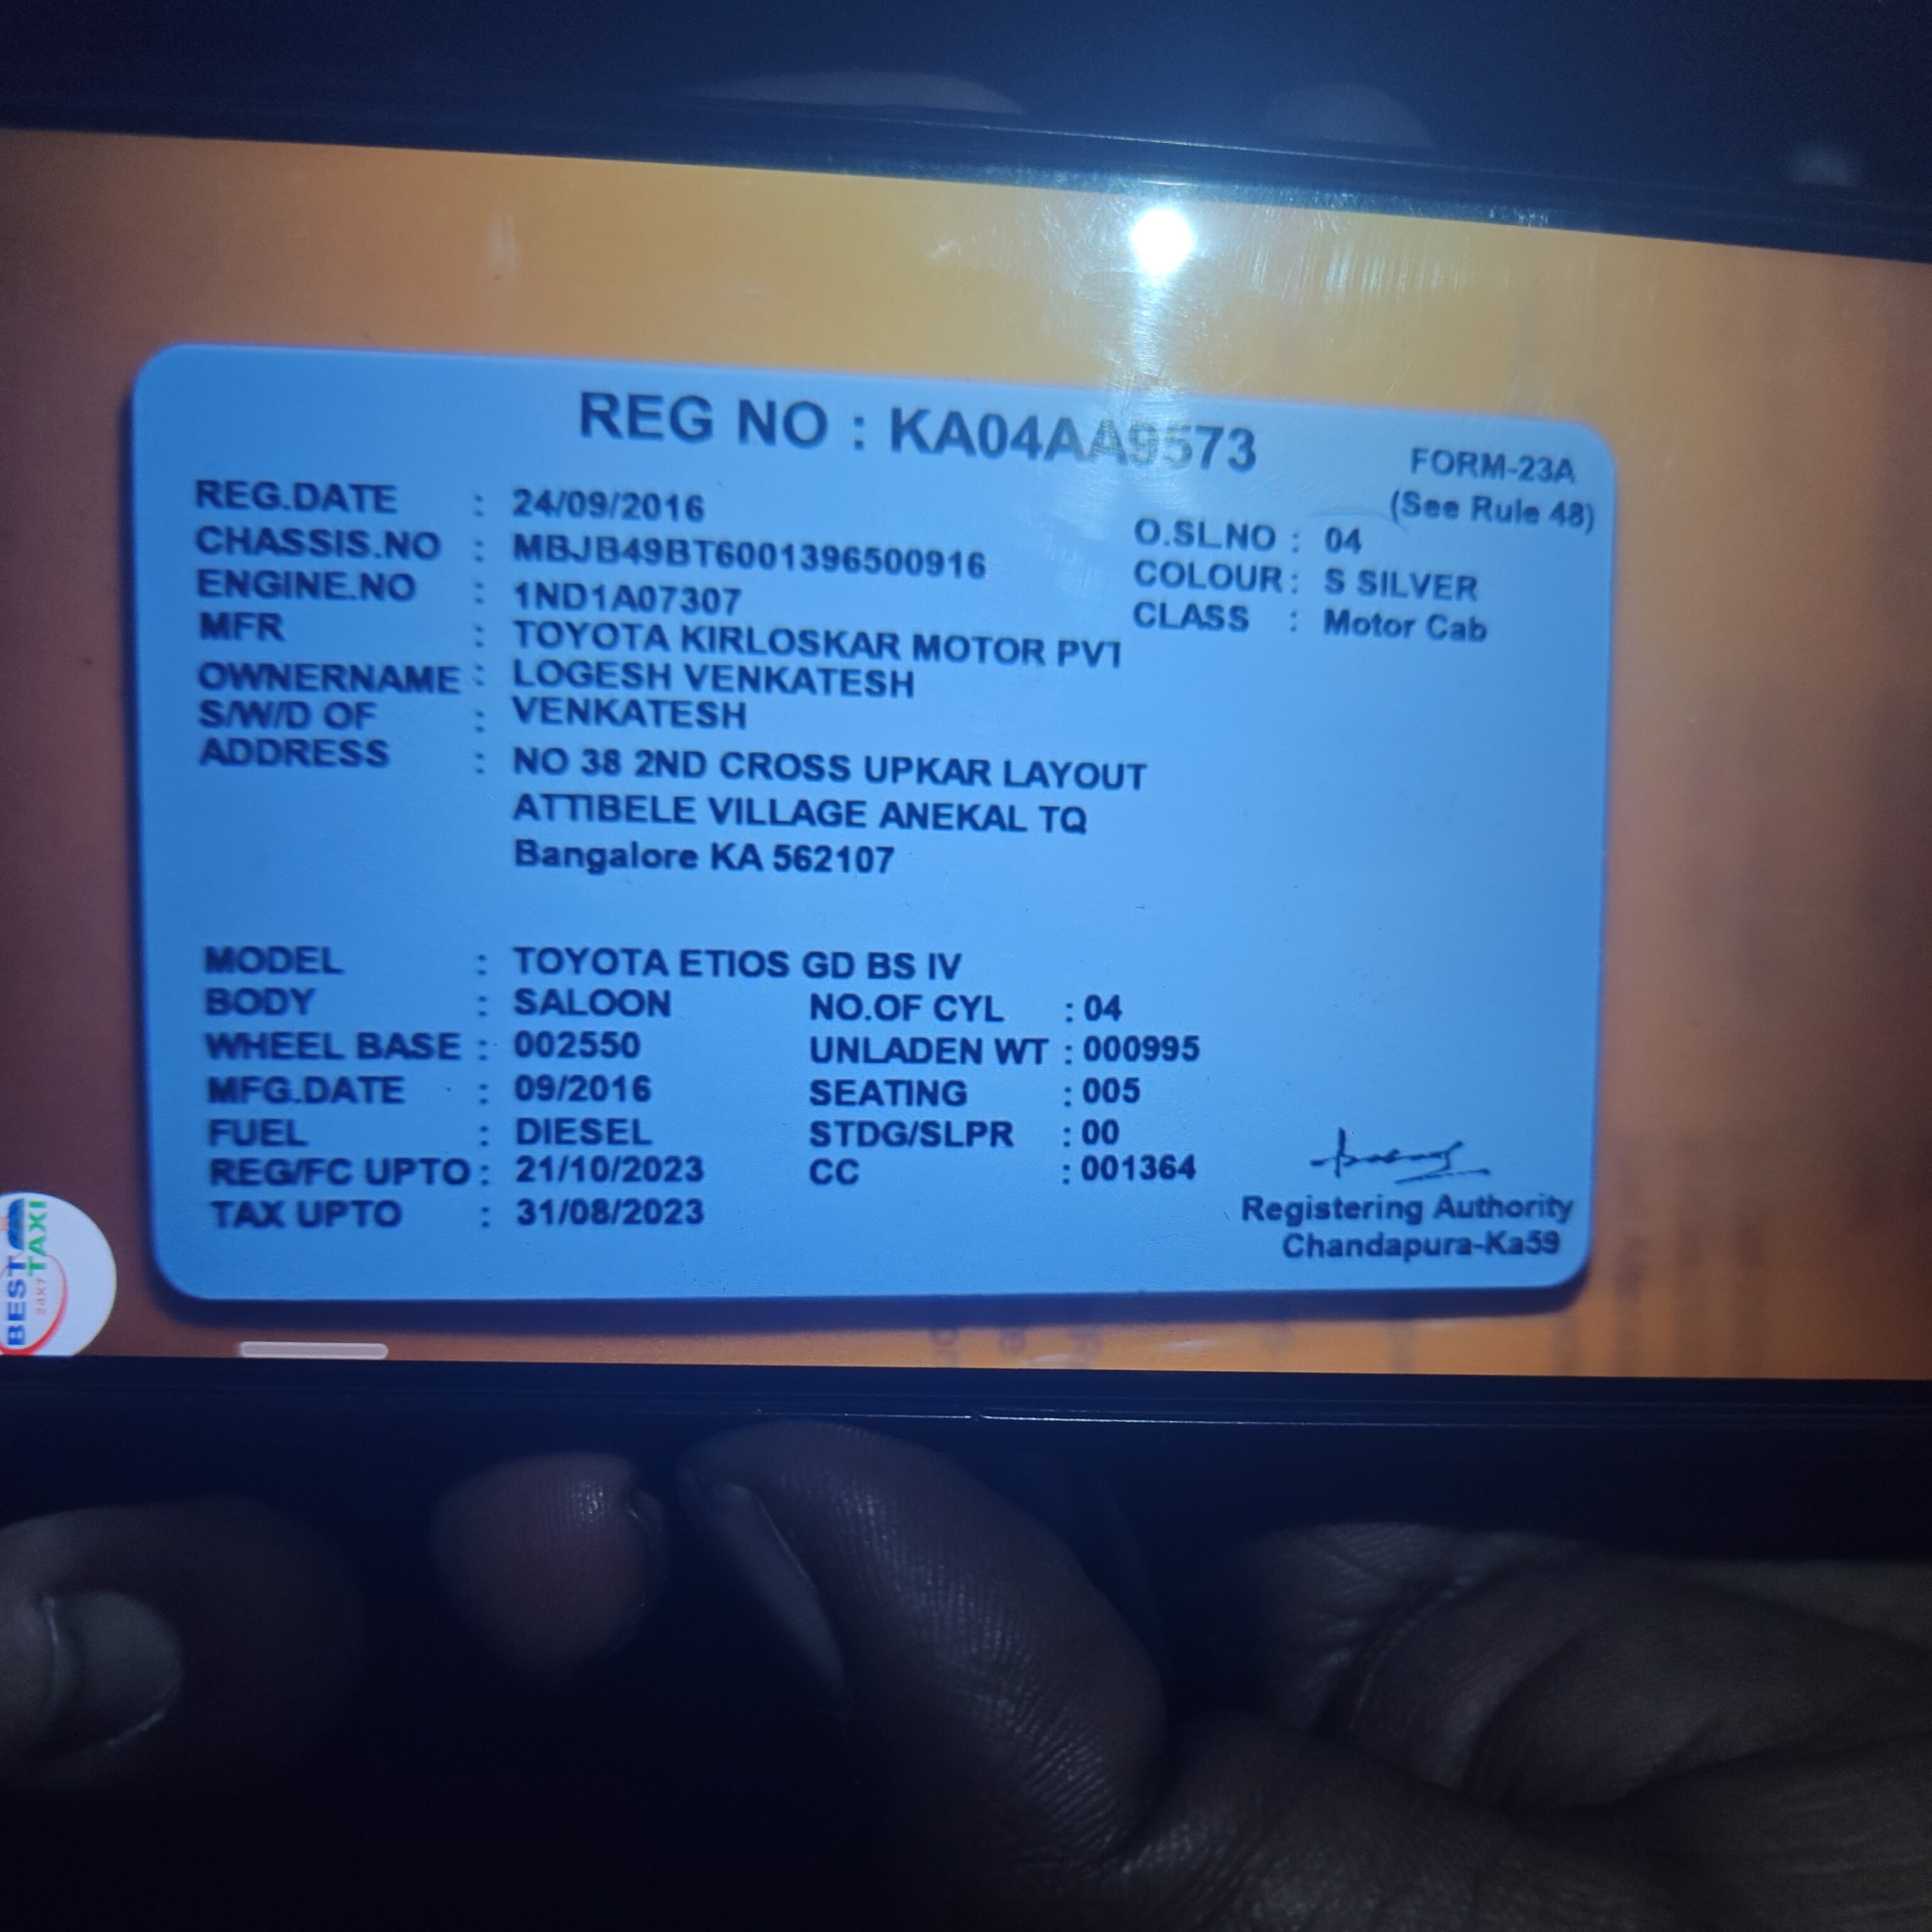 REG NO : KA04AA9573
FORM-23A
(See Rule 48)
REG.DATE : 24/09/2016
CHASSIS.NO : MBJB49BT6001396500916
O.SLNO : 04
ENGINE.NO : 1ND1A07307
COLOUR : S SILVER
MFR : TOYOTA KIRLOSKAR MOTOR PVT
CLASS : Motor Cab
OWNERNAME : LOGESH VENKATESH
S/W/D OF : VENKATESH
ADDRESS : NO 38 2ND CROSS UPKAR LAYOUT
ATTIBELE VILLAGE ANEKAL TQ
Bangalore KA 562107
MODEL : TOYOTA ETIOS GD BS IV
BODY : SALOON NO.OF CYL : 04
WHEEL BASE : 002550 UNLADEN WT : 000995
MFG.DATE : 09/2016 SEATING : 005
FUEL : DIESEL STDG/SLPR : 00
REG/FC UPTO : 21/10/2023 CC : 001364
TAX UPTO : 31/08/2023
Registering Authority
Chandapura-Ka59
BEST
TAXI
24X7